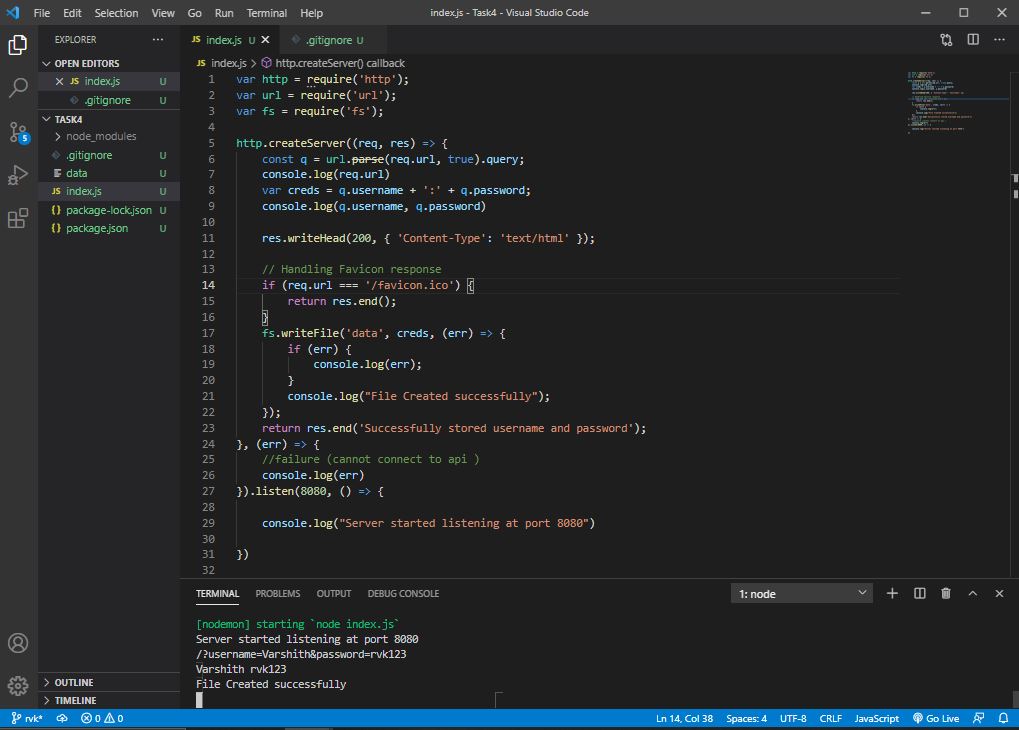 File Edit Selection View Go Run Terminal Help index.js - Task4 - Visual Studio Code
EXPLORER
OPEN EDITORS
JS index.js U
.gitignore U
TASK4
node_modules
.gitignore U
data U
JS index.js U
{} package-lock.json U
{} package.json U
OUTLINE
TIMELINE
5
JS index.js U
.gitignore U
JS index.js > http.createServer() callback
1 var http = require('http');
2 var url = require('url');
3 var fs = require('fs');
4
5 http.createServer((req, res) => {
6 const q = url.parse(req.url, true).query;
7 console.log(req.url)
8 var creds = q.username + ':' + q.password;
9 console.log(q.username, q.password)
10
11 res.writeHead(200, { 'Content-Type': 'text/html' });
12
13 // Handling Favicon response
14 if (req.url === '/favicon.ico') {
15 return res.end();
16 }
17 fs.writeFile('data', creds, (err) => {
18 if (err) {
19 console.log(err);
20 }
21 console.log("File Created successfully");
22 });
23 return res.end('Successfully stored username and password');
24 }, (err) => {
25 //failure (cannot connect to api )
26 console.log(err)
27 }).listen(8080, () => {
28
29 console.log("Server started listening at port 8080")
30
31 })
32
TERMINAL PROBLEMS OUTPUT DEBUG CONSOLE 1: node
[nodemon] starting `node index.js`
Server started listening at port 8080
/?username=Varshith&password=rvk123
Varshith rvk123
File Created successfully
rvk* 0 0 Ln 14, Col 38 Spaces: 4 UTF-8 CRLF JavaScript Go Live